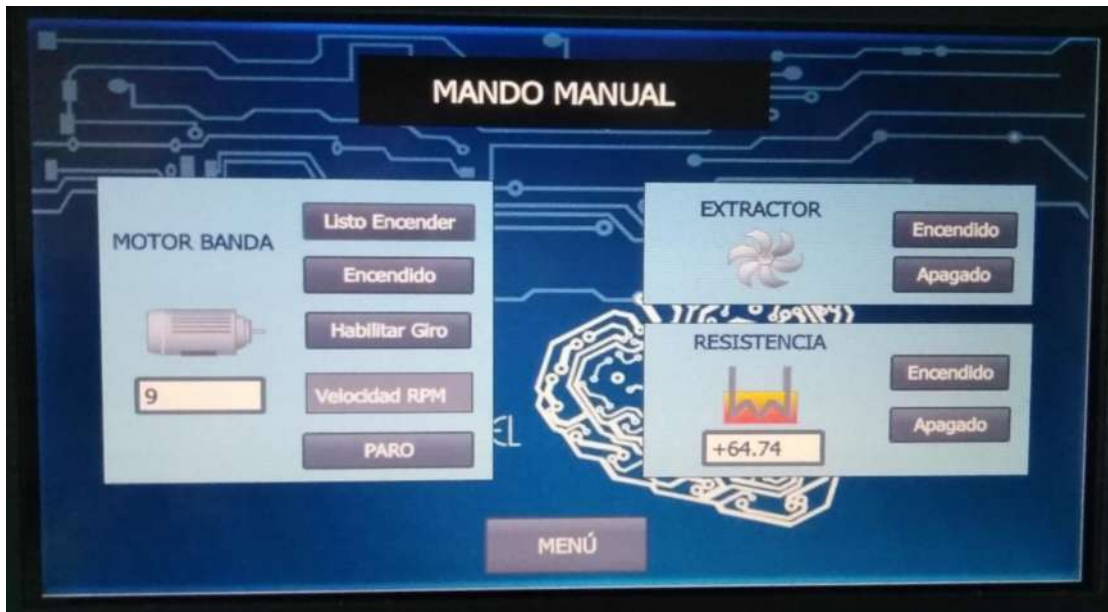 MANDO MANUAL
MOTOR BANDA
Listo Encender
Encendido
Habilitar Giro
9
Velocidad RPM
PARO
EXTRACTOR
Encendido
Apagado
RESISTENCIA
Encendido
Apagado
+64.74
MENÚ